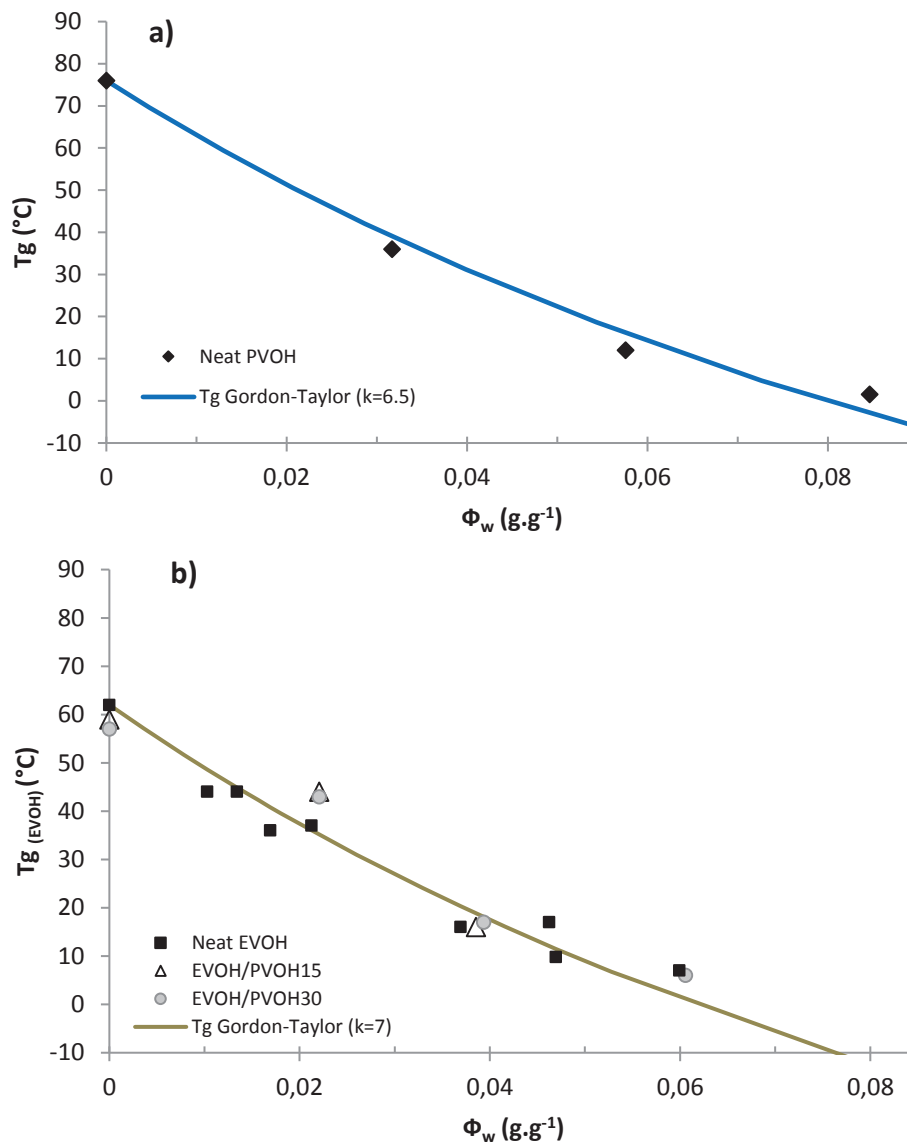 a)
90
80
70
60
50
40
30
20
10
0
-10
Tg (°C)
Neat PVOH
Tg Gordon-Taylor (k=6.5)
0
0,02
0,04
0,06
0,08
Φw (g.g-1)
b)
90
80
70
60
50
40
30
20
10
0
-10
Tg (EVOH) (°C)
Neat EVOH
EVOH/PVOH15
EVOH/PVOH30
Tg Gordon-Taylor (k=7)
0
0,02
0,04
0,06
0,08
Φw (g.g-1)